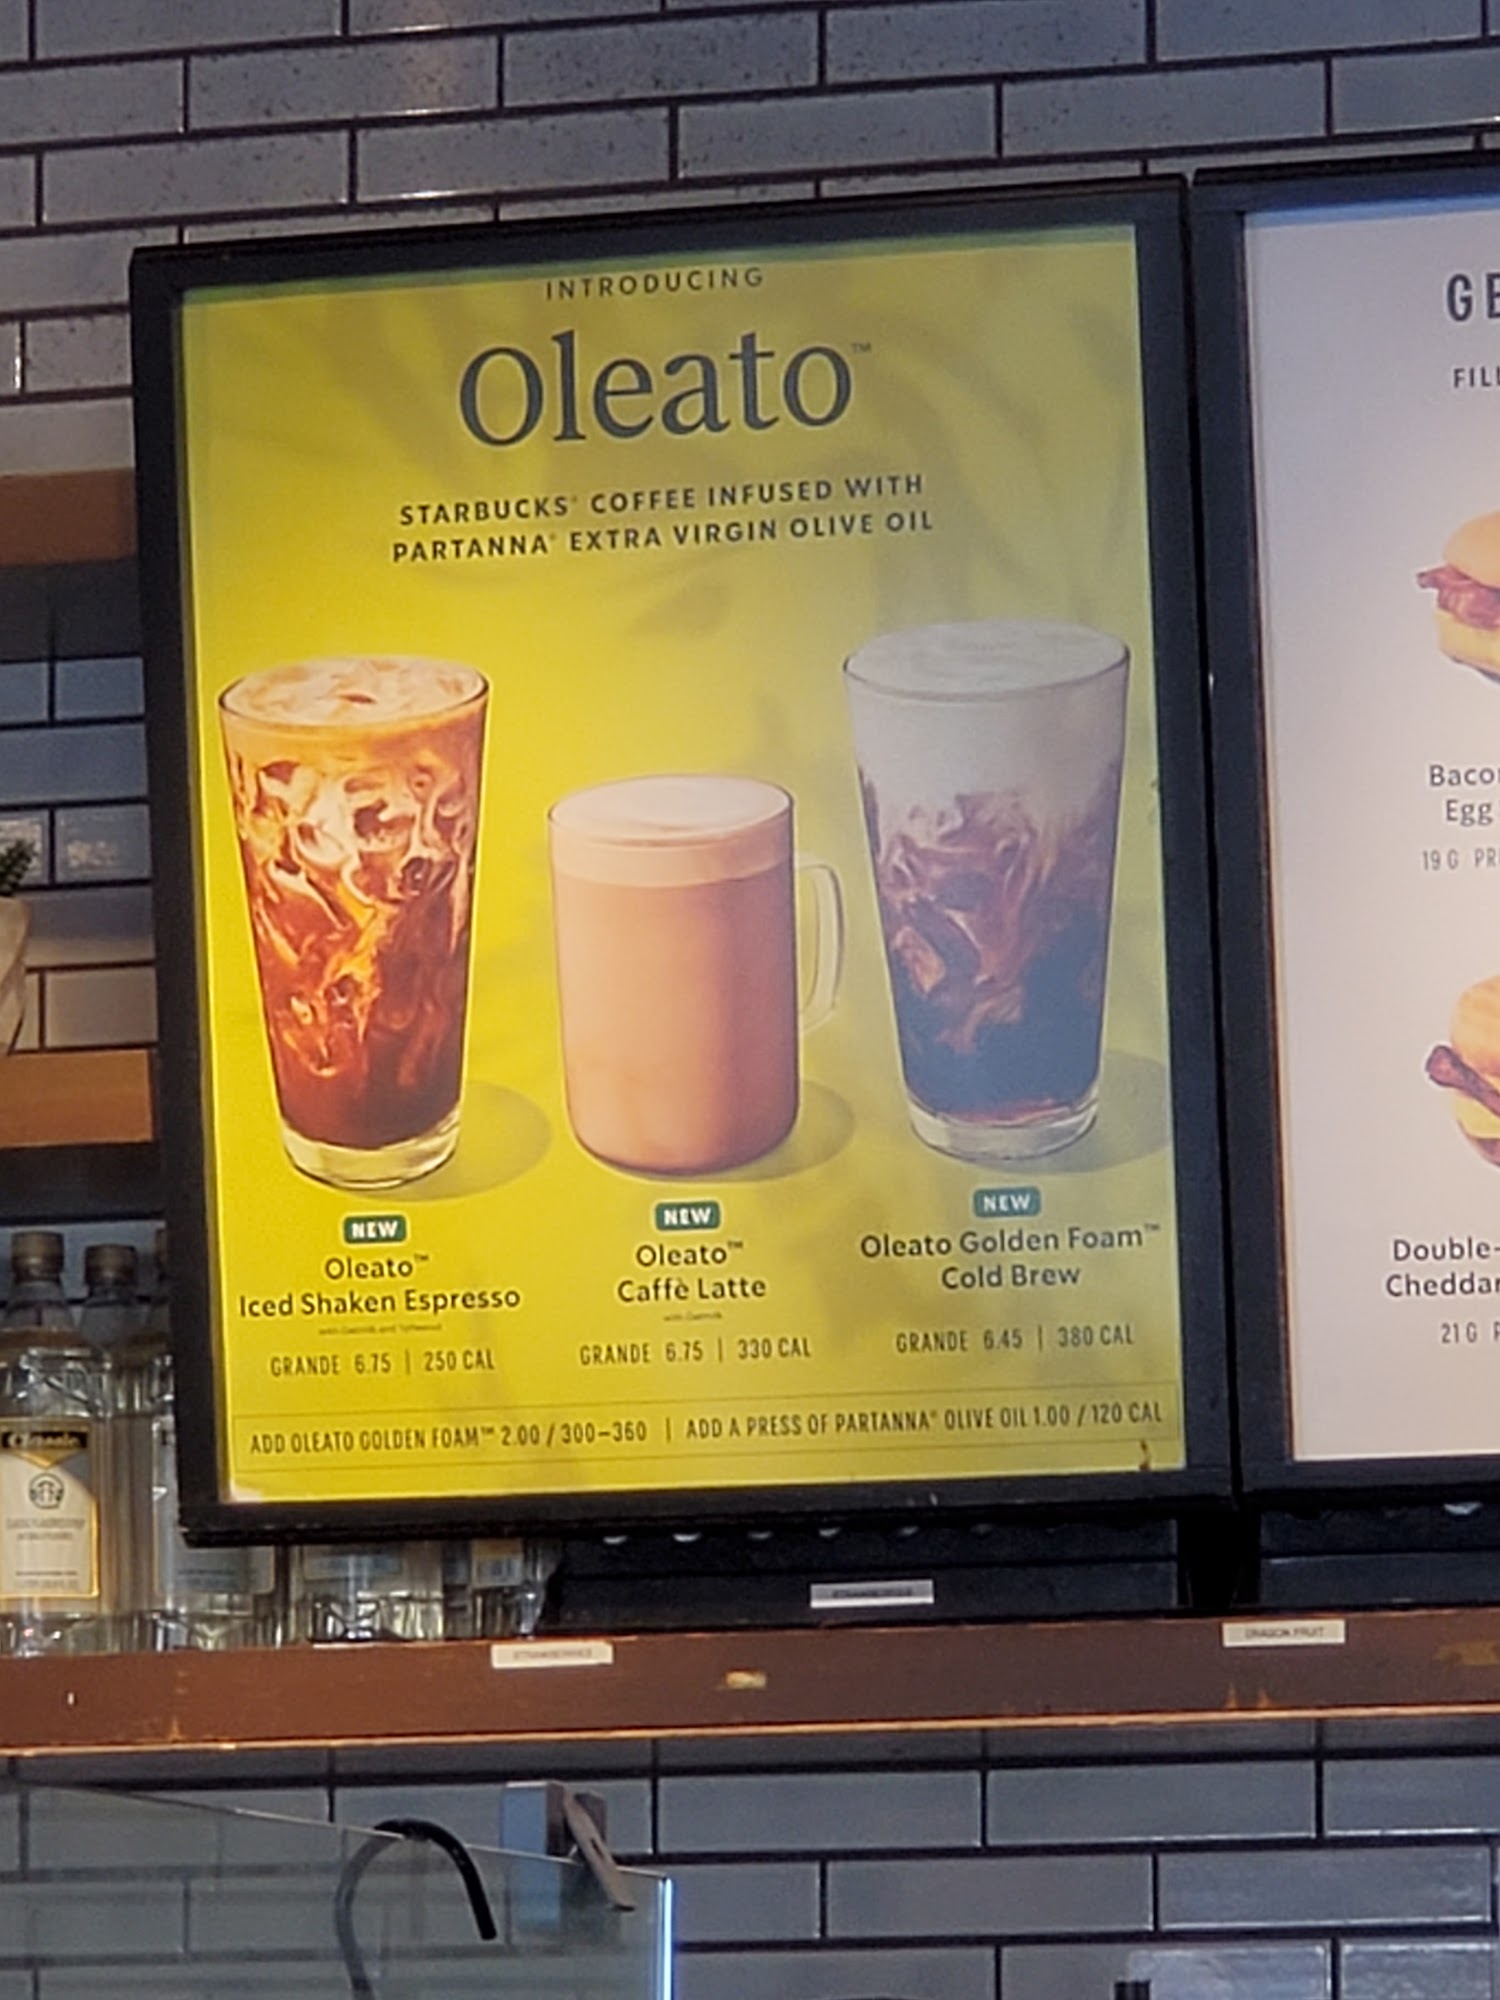 INTRODUCING
Oleato™
STARBUCKS® COFFEE INFUSED WITH
PARTANNA® EXTRA VIRGIN OLIVE OIL
NEW
Oleato™
Iced Shaken Espresso
GRANDE 6.75 | 250 CAL
NEW
Oleato™
Caffè Latte
GRANDE 6.75 | 330 CAL
NEW
Oleato Golden Foam™
Cold Brew
GRANDE 6.45 | 380 CAL
ADD OLEATO GOLDEN FOAM™ 2.00 / 300–360 | ADD A PRESS OF PARTANNA® OLIVE OIL 1.00 / 120 CAL
GE
FILL
Bacon
Egg
19 G PR
Double-
Cheddar
21 G P
Classic
DRAGON FRUIT